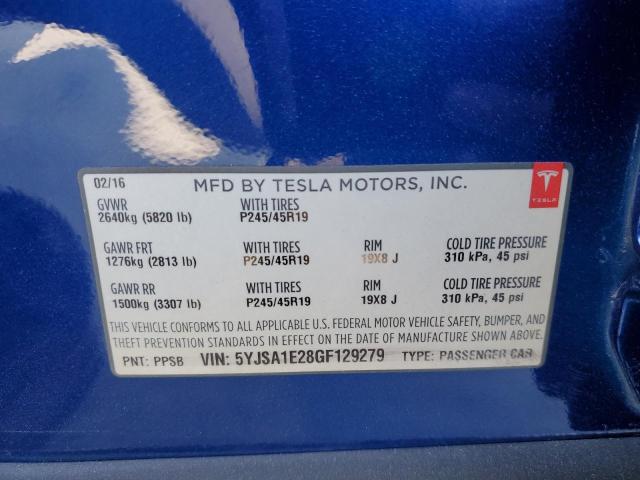 02/16 MFD BY TESLA MOTORS, INC.
TESLA
GVWR WITH TIRES
2640kg (5820 lb) P245/45R19
GAWR FRT WITH TIRES RIM COLD TIRE PRESSURE
1276kg (2813 lb) P245/45R19 19X8 J 310 kPa, 45 psi
GAWR RR WITH TIRES RIM COLD TIRE PRESSURE
1500kg (3307 lb) P245/45R19 19X8 J 310 kPa, 45 psi
THIS VEHICLE CONFORMS TO ALL APPLICABLE U.S. FEDERAL MOTOR VEHICLE SAFETY, BUMPER, AND
THEFT PREVENTION STANDARDS IN EFFECT ON THE DATE OF MANUFACTURE SHOWN ABOVE.
PNT: PPSB VIN: 5YJSA1E28GF129279 TYPE: PASSENGER CAR